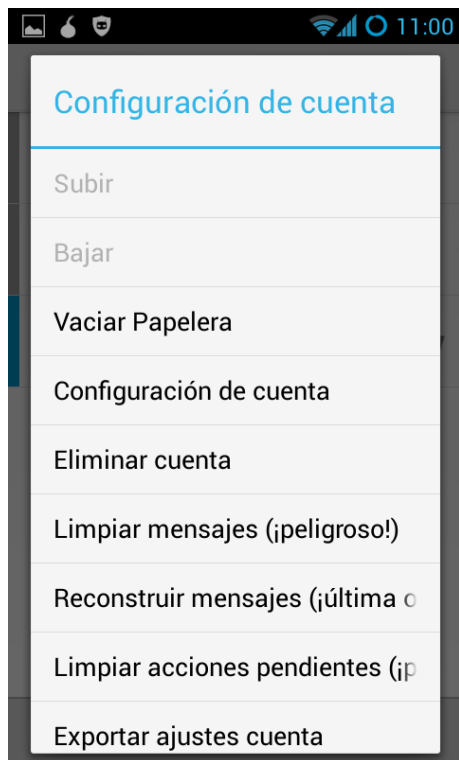 11:00
Configuración de cuenta
Subir
Bajar
Vaciar Papelera
Configuración de cuenta
Eliminar cuenta
Limpiar mensajes (¡peligroso!)
Reconstruir mensajes (¡última o
Limpiar acciones pendientes (¡p
Exportar ajustes cuenta